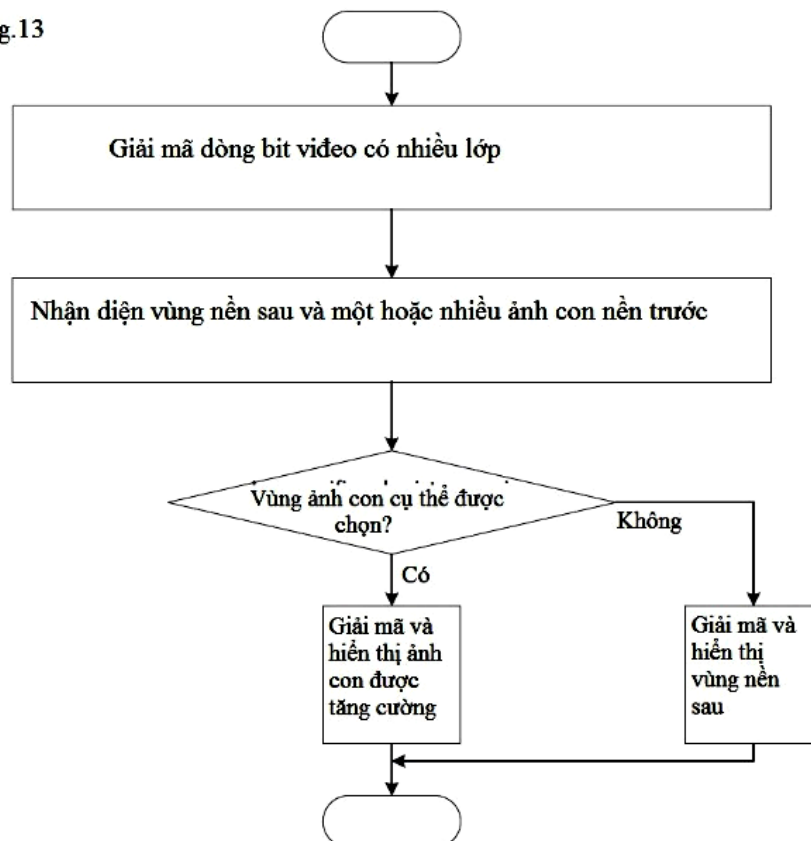 g.13
Giải mã dòng bit viđeo có nhiều lớp
Nhận diện vùng nền sau và một hoặc nhiều ảnh con nền trước
Vùng ảnh con cụ thể được
chọn?
Không
Có
Giải mã và
hiển thị ảnh
con được
tăng cường
Giải mã và
hiển thị
vùng nền
sau